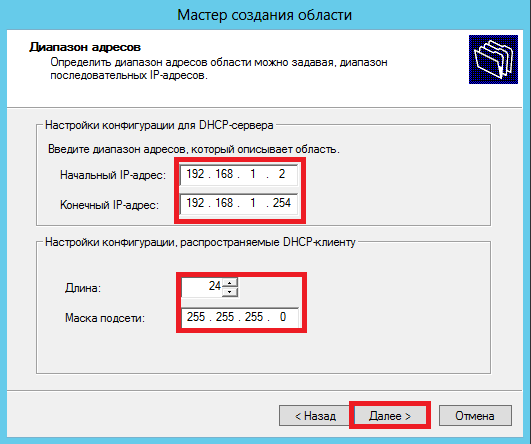 Мастер создания области
Диапазон адресов
Определить диапазон адресов области можно задавая, диапазон
последовательных IP-адресов.
Настройки конфигурации для DHCP-сервера
Введите диапазон адресов, который описывает область.
Начальный IP-адрес: 192 . 168 . 1 . 2
Конечный IP-адрес: 192 . 168 . 1 . 254
Настройки конфигурации, распространяемые DHCP-клиенту
Длина: 24
Маска подсети: 255 . 255 . 255 . 0
< Назад Далее > Отмена